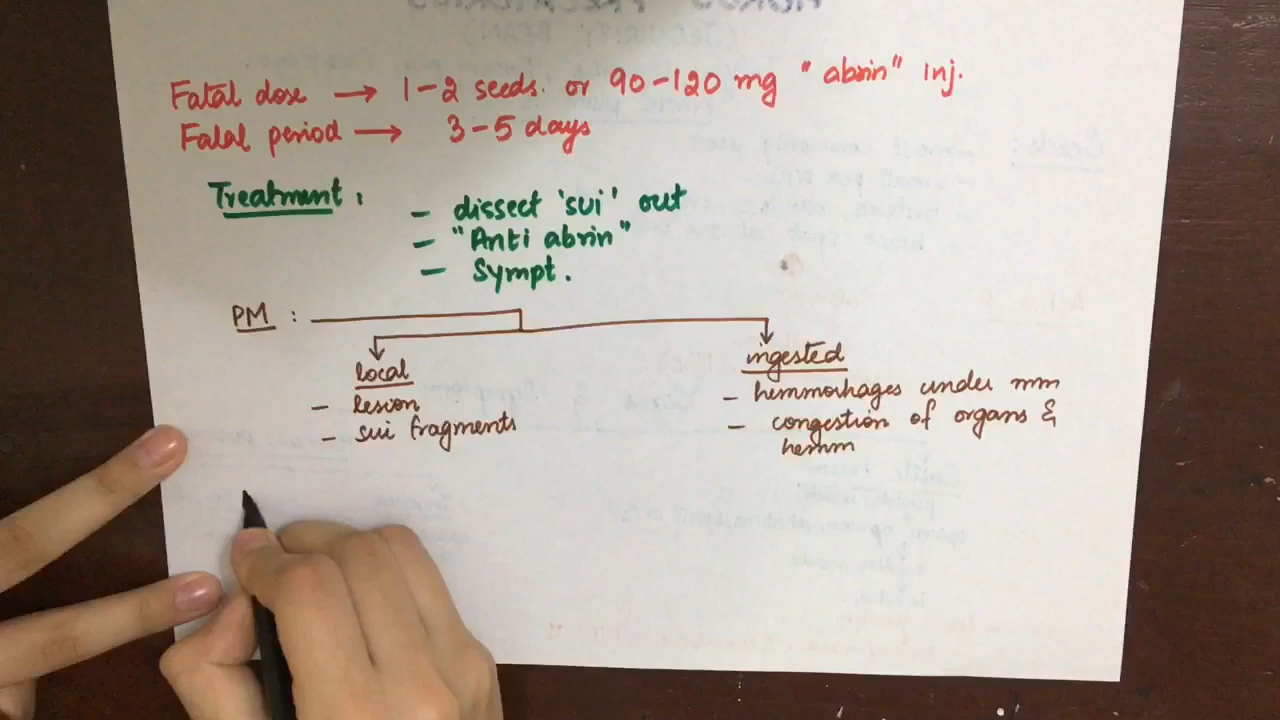 Fatal dose → 1-2 seeds. or 90-120 mg "abrin" inj.
Fatal period → 3-5 days
Treatment :
- dissect 'sui' out
- "Anti abrin"
- Sympt.
PM :
local
- lesion
- sui fragments
ingested
- hemmorhages under mm
- congestion of organs &
hemm